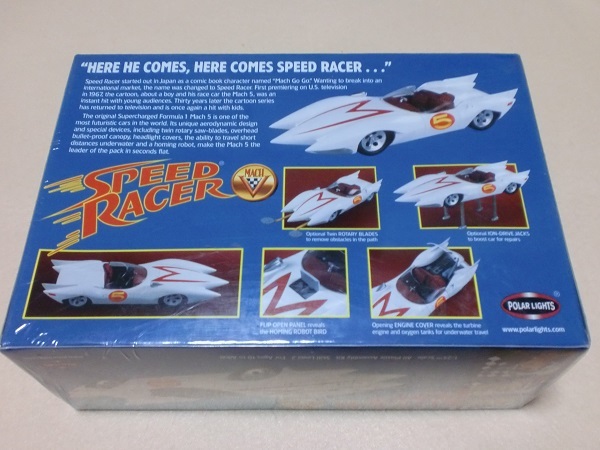 "HERE HE COMES, HERE COMES SPEED RACER . . ."
Speed Racer started out in Japan as a comic book character named "Mach Go Go." Wanting to break into an
international market, the name was changed to Speed Racer. First premiering on U.S. television
in 1967, the cartoon, about a boy and his race car the Mach 5, was an
instant hit with young audiences. Thirty years later the cartoon series
has returned to television and is once again a hit with kids.
The original Supercharged Formula 1 Mach 5 is one of the
most futuristic cars in the world. Its unique aerodynamic design
and special devices, including twin rotary saw-blades, overhead
bullet-proof canopy, headlight covers, the ability to travel short
distances underwater and a homing robot, make the Mach 5 the
leader of the pack in seconds flat.
SPEED
RACER
MACH
V
5
Optional Twin ROTARY BLADES
to remove obstacles in the path
Optional ION-DRIVE JACKS
to boost car for repairs
FLIP-OPEN PANEL reveals
the HOMING ROBOT BIRD
Opening ENGINE COVER reveals the turbine
engine and oxygen tanks for underwater travel
POLAR LIGHTS
www.polarlights.com